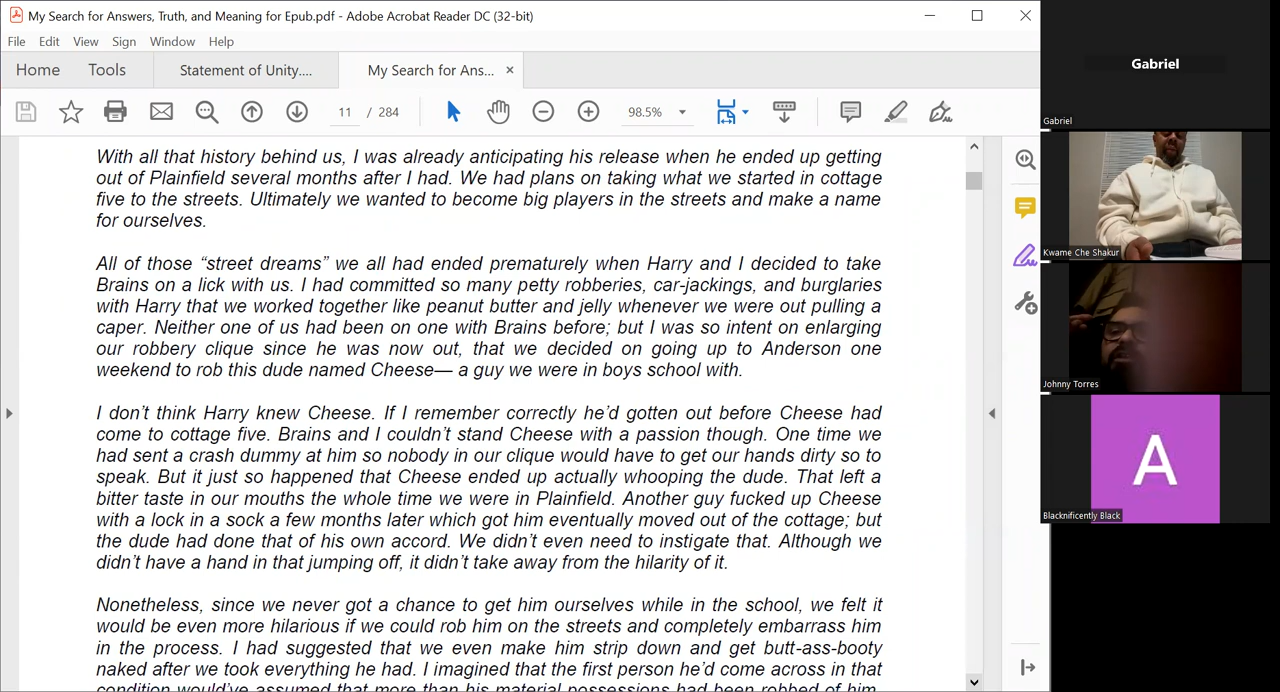 My Search for Answers, Truth, and Meaning for Epub.pdf - Adobe Acrobat Reader DC (32-bit)
File Edit View Sign Window Help
Home Tools Statement of Unity.... My Search for Ans... ×
11 / 284 98.5%
With all that history behind us, I was already anticipating his release when he ended up getting
out of Plainfield several months after I had. We had plans on taking what we started in cottage
five to the streets. Ultimately we wanted to become big players in the streets and make a name
for ourselves.
All of those “street dreams” we all had ended prematurely when Harry and I decided to take
Brains on a lick with us. I had committed so many petty robberies, car-jackings, and burglaries
with Harry that we worked together like peanut butter and jelly whenever we were out pulling a
caper. Neither one of us had been on one with Brains before; but I was so intent on enlarging
our robbery clique since he was now out, that we decided on going up to Anderson one
weekend to rob this dude named Cheese— a guy we were in boys school with.
I don’t think Harry knew Cheese. If I remember correctly he’d gotten out before Cheese had
come to cottage five. Brains and I couldn’t stand Cheese with a passion though. One time we
had sent a crash dummy at him so nobody in our clique would have to get our hands dirty so to
speak. But it just so happened that Cheese ended up actually whooping the dude. That left a
bitter taste in our mouths the whole time we were in Plainfield. Another guy fucked up Cheese
with a lock in a sock a few months later which got him eventually moved out of the cottage; but
the dude had done that of his own accord. We didn’t even need to instigate that. Although we
didn’t have a hand in that jumping off, it didn’t take away from the hilarity of it.
Nonetheless, since we never got a chance to get him ourselves while in the school, we felt it
would be even more hilarious if we could rob him on the streets and completely embarrass him
in the process. I had suggested that we even make him strip down and get butt-ass-booty
naked after we took everything he had. I imagined that the first person he’d come across in that
condition would’ve assumed that more than his material possessions had been robbed of him.
Gabriel
Gabriel
Kwame Che Shakur
Johnny Torres
A
Blacknificently Black